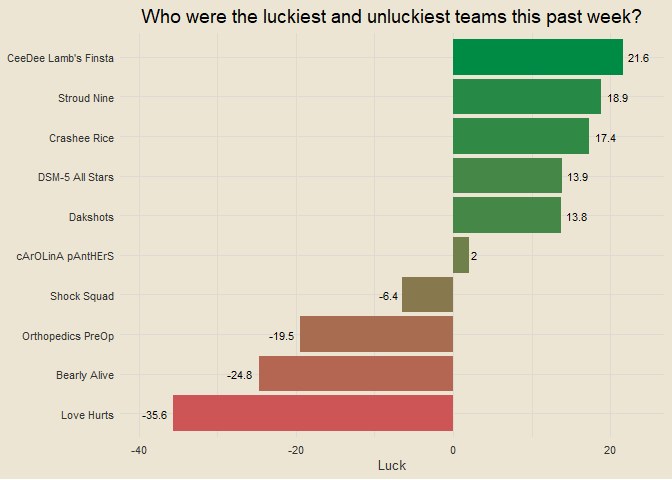 Who were the luckiest and unluckiest teams this past week?
CeeDee Lamb's Finsta 21.6
Stroud Nine 18.9
Crashee Rice 17.4
DSM-5 All Stars 13.9
Dakshots 13.8
cArOLinA pAntHErS 2
Shock Squad -6.4
Orthopedics PreOp -19.5
Bearly Alive -24.8
Love Hurts -35.6
-40 -20 0 20
Luck